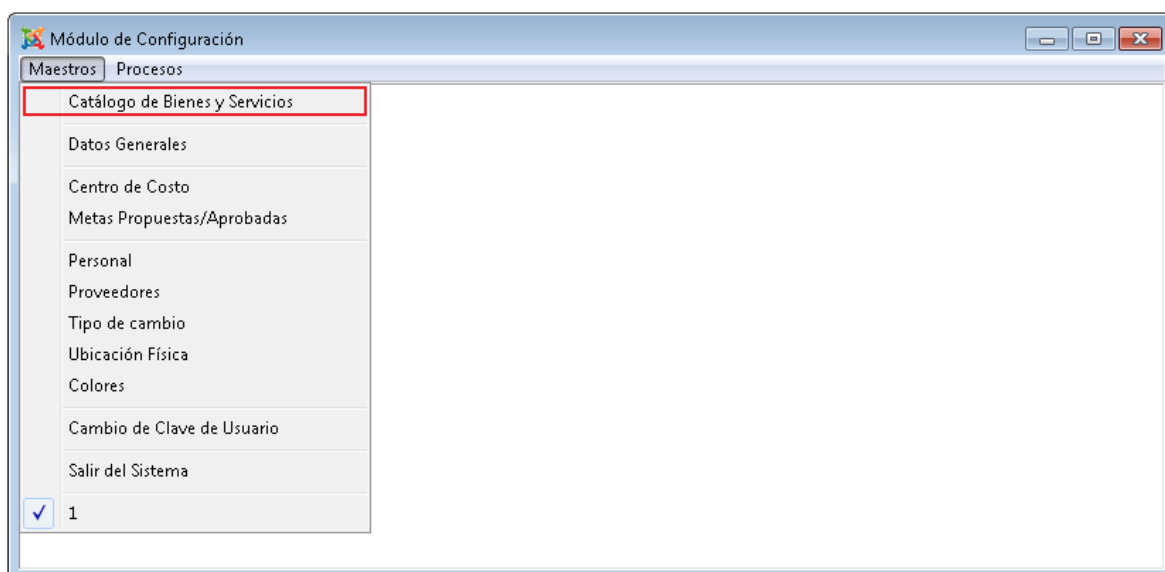 Módulo de Configuración
Maestros Procesos
Catálogo de Bienes y Servicios
Datos Generales
Centro de Costo
Metas Propuestas/Aprobadas
Personal
Proveedores
Tipo de cambio
Ubicación Física
Colores
Cambio de Clave de Usuario
Salir del Sistema
1